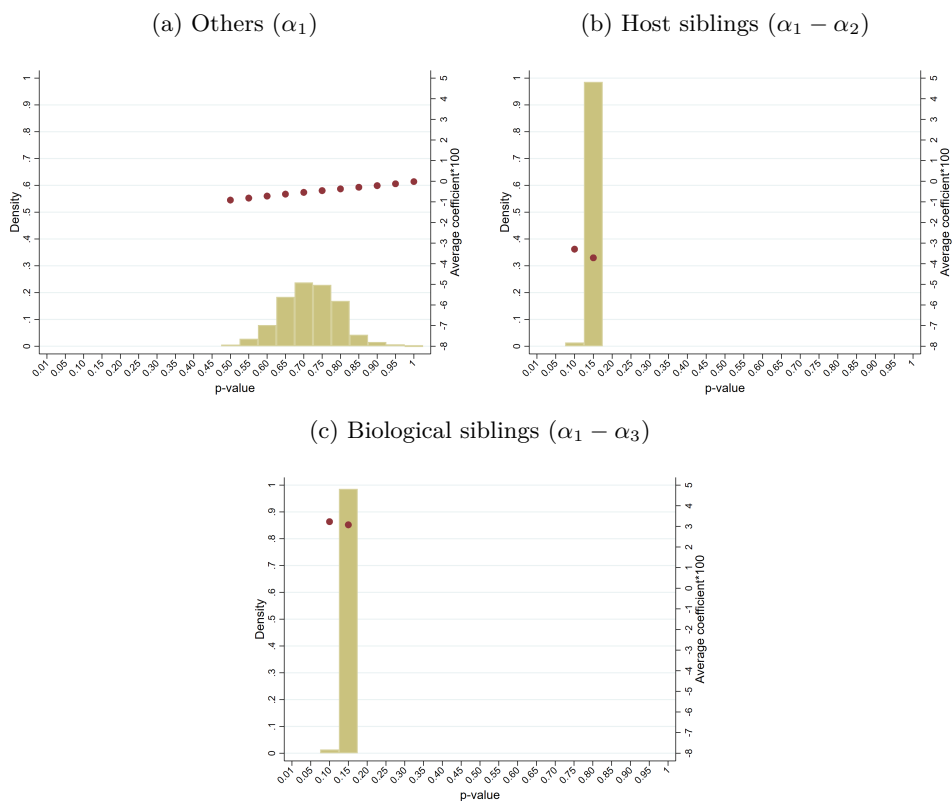 (a) Others (α₁)
Density
0 .1 .2 .3 .4 .5 .6 .7 .8 .9 1
Average coefficient*100
-8 -7 -6 -5 -4 -3 -2 -1 0 1 2 3 4 5
0.01 0.05 0.10 0.15 0.20 0.25 0.30 0.35 0.40 0.45 0.50 0.55 0.60 0.65 0.70 0.75 0.80 0.85 0.90 0.95 1
p-value
(b) Host siblings (α₁ − α₂)
Density
0 .1 .2 .3 .4 .5 .6 .7 .8 .9 1
Average coefficient*100
-8 -7 -6 -5 -4 -3 -2 -1 0 1 2 3 4 5
0.01 0.05 0.10 0.15 0.20 0.25 0.30 0.35 0.40 0.45 0.50 0.55 0.60 0.65 0.70 0.75 0.80 0.85 0.90 0.95 1
p-value
(c) Biological siblings (α₁ − α₃)
Density
0 .1 .2 .3 .4 .5 .6 .7 .8 .9 1
Average coefficient*100
-8 -7 -6 -5 -4 -3 -2 -1 0 1 2 3 4 5
0.01 0.05 0.10 0.15 0.20 0.25 0.30 0.35 0.40 0.45 0.50 0.55 0.60 0.65 0.70 0.75 0.80 0.85 0.90 0.95 1
p-value